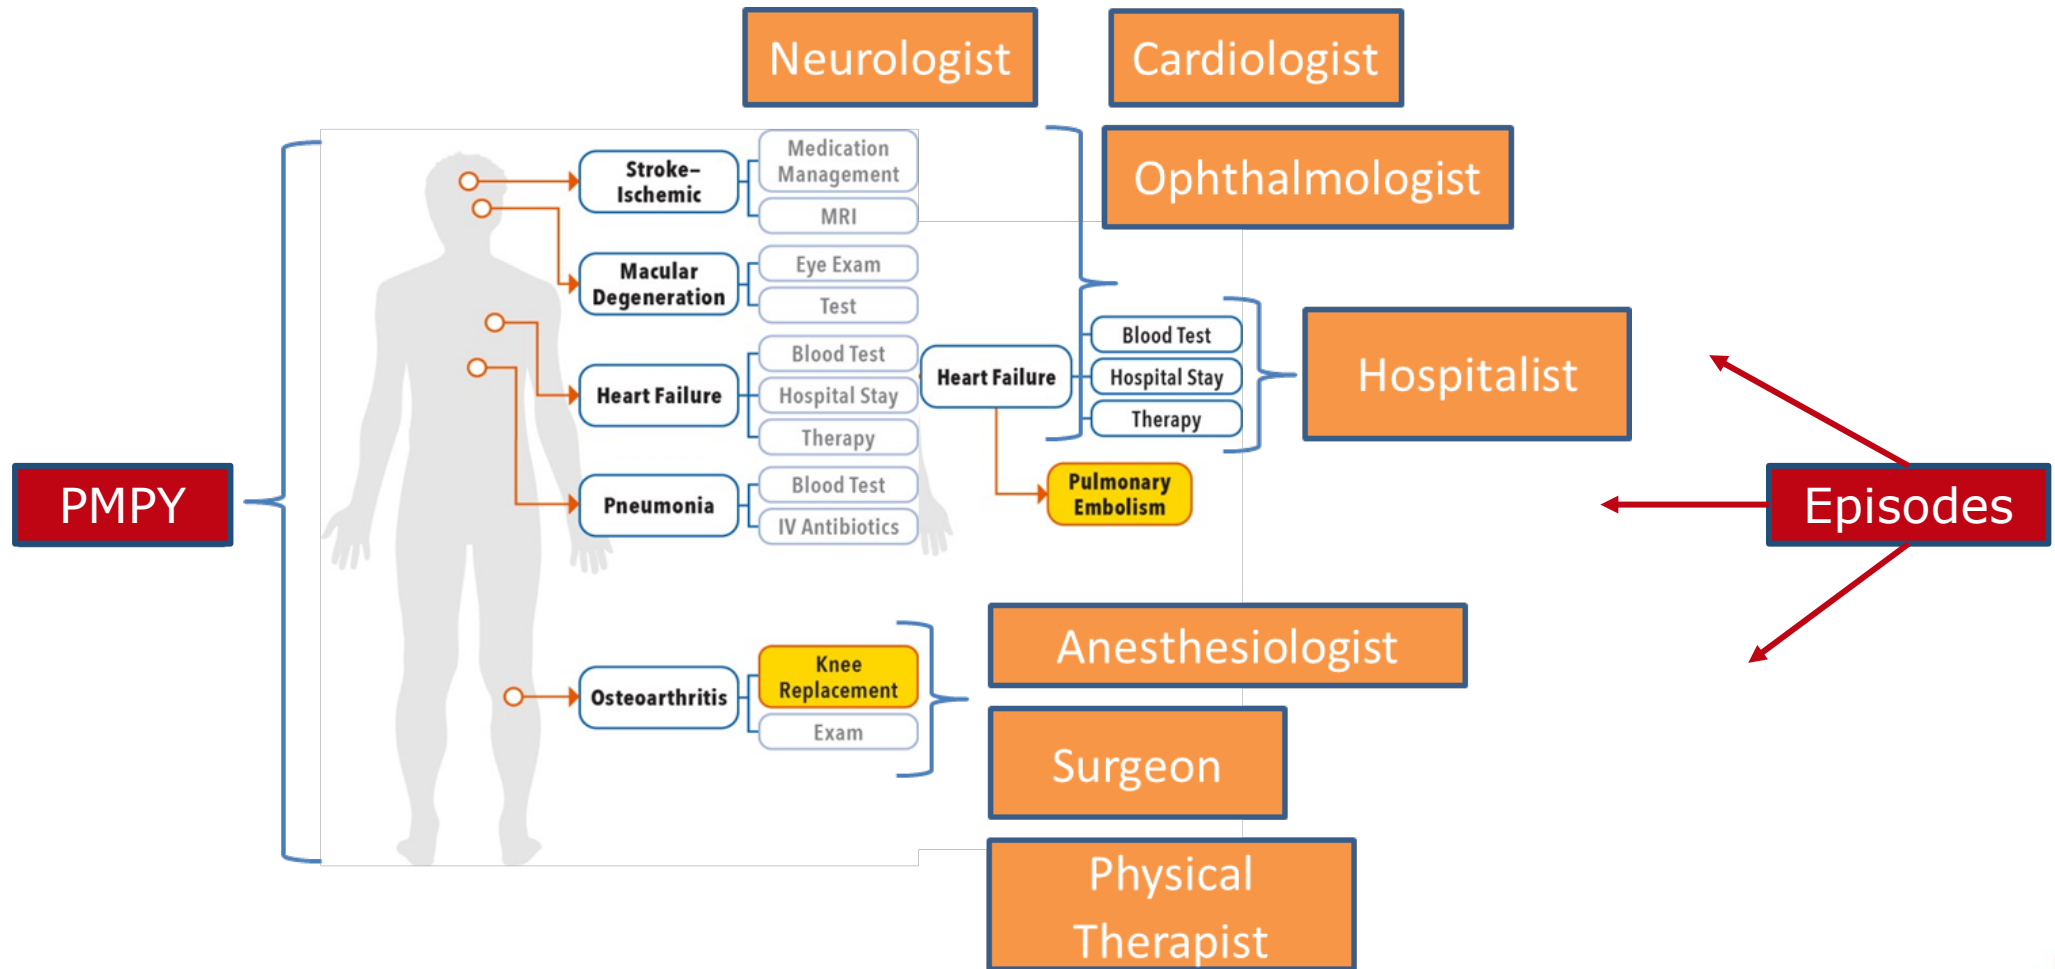 Neurologist
Cardiologist
Ophthalmologist
Stroke–
Ischemic
Medication
Management
MRI
Macular
Degeneration
Eye Exam
Test
Heart Failure
Blood Test
Hospital Stay
Therapy
Heart Failure
Blood Test
Hospital Stay
Therapy
Hospitalist
Pulmonary
Embolism
Pneumonia
Blood Test
IV Antibiotics
PMPY
Episodes
Osteoarthritis
Knee
Replacement
Exam
Anesthesiologist
Surgeon
Physical
Therapist